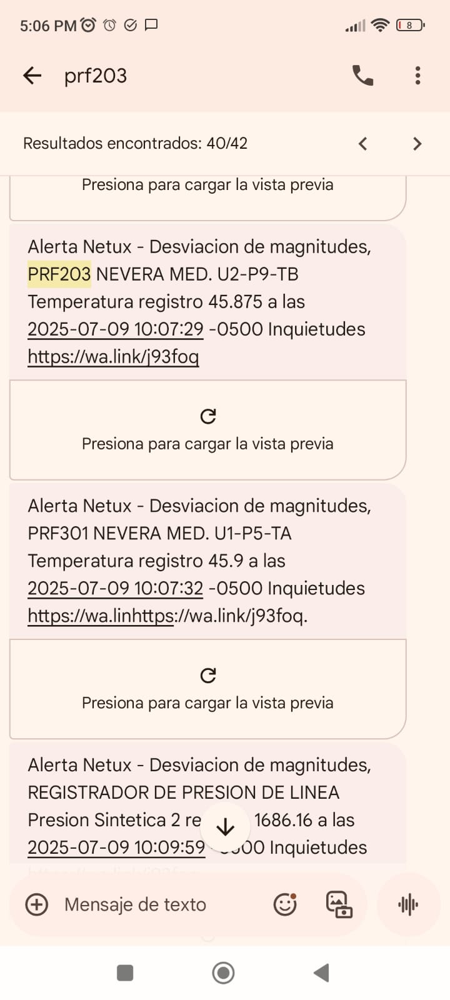 5:06 PM
8
prf203
Resultados encontrados: 40/42
Presiona para cargar la vista previa
Alerta Netux - Desviacion de magnitudes,
PRF203 NEVERA MED. U2-P9-TB
Temperatura registro 45.875 a las
2025-07-09 10:07:29 -0500 Inquietudes
https://wa.link/j93foq
Presiona para cargar la vista previa
Alerta Netux - Desviacion de magnitudes,
PRF301 NEVERA MED. U1-P5-TA
Temperatura registro 45.9 a las
2025-07-09 10:07:32 -0500 Inquietudes
https://wa.linhttps://wa.link/j93foq.
Presiona para cargar la vista previa
Alerta Netux - Desviacion de magnitudes,
REGISTRADOR DE PRESION DE LINEA
Presion Sintetica 2 re 1686.16 a las
2025-07-09 10:09:59 Inquietudes
Mensaje de texto